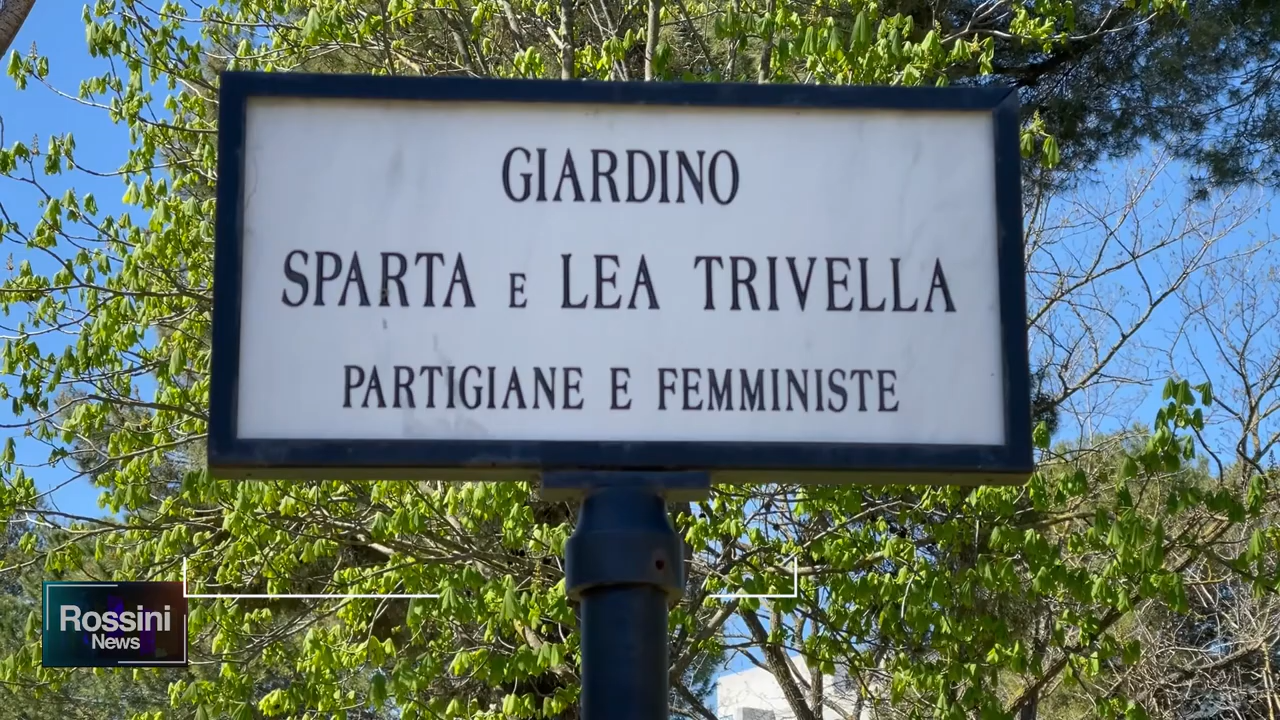 GIARDINO
SPARTA E LEA TRIVELLA
PARTIGIANE E FEMMINISTE
Rossini
News